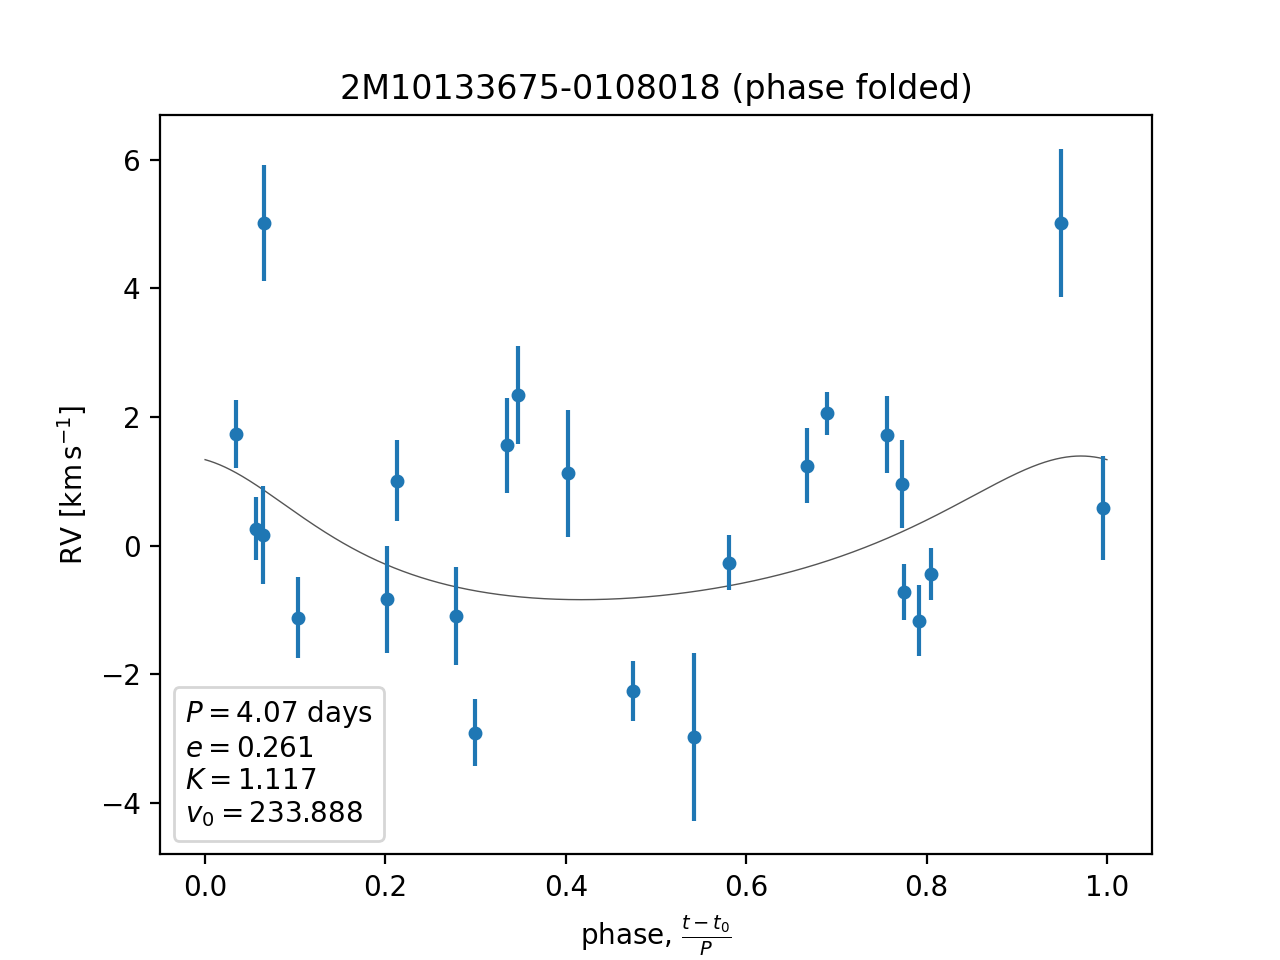 2M10133675-0108018 (phase folded)
RV [km s⁻¹]
6
4
2
0
−2
−4
P = 4.07 days
e = 0.261
K = 1.117
v₀ = 233.888
0.0 0.2 0.4 0.6 0.8 1.0
phase, (t − t₀)/P